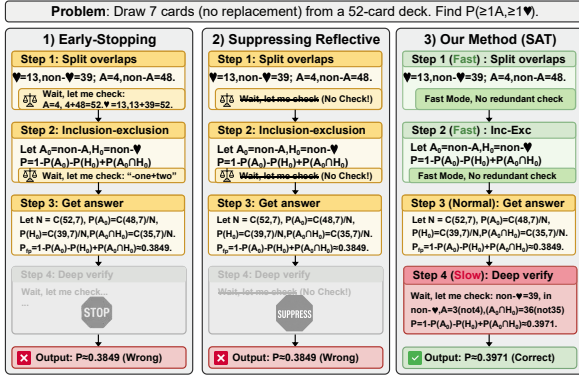 Problem: Draw 7 cards (no replacement) from a 52-card deck. Find P(≥1A,≥1♥).
1) Early-Stopping
Step 1: Split overlaps
♥=13,non-♥=39; A=4,non-A=48.
Wait, let me check:
A=4, 4+48=52.♥=13,13+39=52.
Step 2: Inclusion-exclusion
Let A₀=non-A,H₀=non-♥
P=1-P(A₀)-P(H₀)+P(A₀∩H₀)
Wait, let me check: “-one+two”
Step 3: Get answer
Let N = C(52,7), P(A₀)=C(48,7)/N,
P(H₀)=C(39,7)/N,P(A₀∩H₀)=C(35,7)/N.
Pfp=1-P(A₀)-P(H₀)+P(A₀∩H₀)≈0.3849.
Step 4: Deep verify
Wait, let me check...
...
STOP
Output: P≈0.3849 (Wrong)
2) Suppressing Reflective
Step 1: Split overlaps
♥=13,non-♥=39; A=4,non-A=48.
Wait, let me check (No Check!)
Step 2: Inclusion-exclusion
Let A₀=non-A,H₀=non-♥
P=1-P(A₀)-P(H₀)+P(A₀∩H₀)
Wait, let me check (No Check!)
Step 3: Get answer
Let N = C(52,7), P(A₀)=C(48,7)/N,
P(H₀)=C(39,7)/N,P(A₀∩H₀)=C(35,7)/N.
Pfp=1-P(A₀)-P(H₀)+P(A₀∩H₀)≈0.3849.
Step 4: Deep verify
Wait, let me check (No Check!)
SUPPRESS
Output: P≈0.3849 (Wrong)
3) Our Method (SAT)
Step 1 (Fast) : Split overlaps
♥=13,non-♥=39; A=4,non-A=48.
Fast Mode, No redundant check
Step 2 (Fast) : Inc-Exc
Let A₀=non-A,H₀=non-♥
P=1-P(A₀)-P(H₀)+P(A₀∩H₀)
Fast Mode, No redundant check
Step 3 (Normal): Get answer
Let N = C(52,7), P(A₀)=C(48,7)/N,
P(H₀)=C(39,7)/N,P(A₀∩H₀)=C(35,7)/N.
Pfp=1-P(A₀)-P(H₀)+P(A₀∩H₀)≈0.3849.
Step 4 (Slow): Deep verify
Wait, let me check: non-♥=39, in
non-♥,A=3(not4),(A₀∩H₀)=36(not35)
P=1-P(A₀)-P(H₀)+P(A₀∩H₀)≈0.3971.
Output: P≈0.3971 (Correct)